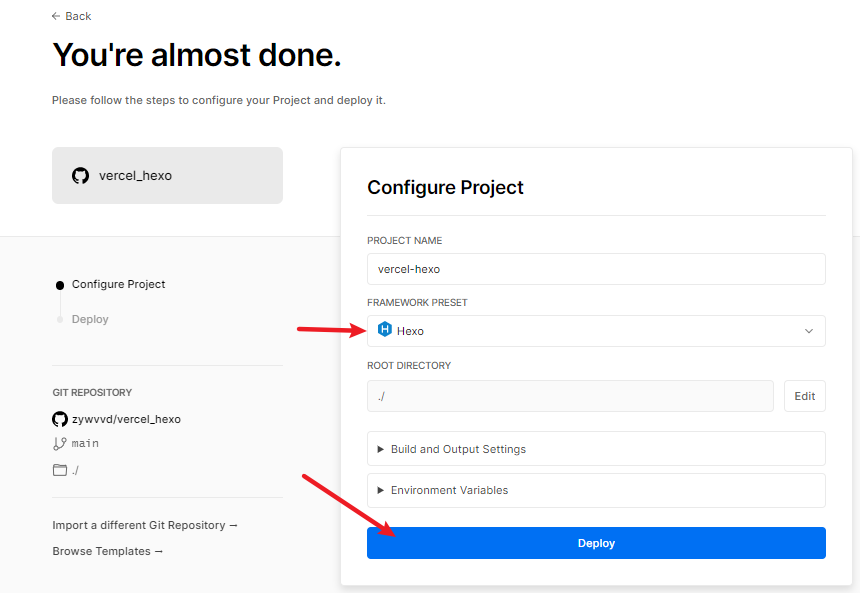 ← Back
You're almost done.
Please follow the steps to configure your Project and deploy it.
vercel_hexo
Configure Project
Deploy
GIT REPOSITORY
zywvvd/vercel_hexo
main
./
Import a different Git Repository →
Browse Templates →
Configure Project
PROJECT NAME
vercel-hexo
FRAMEWORK PRESET
H Hexo
ROOT DIRECTORY
./
Edit
Build and Output Settings
Environment Variables
Deploy